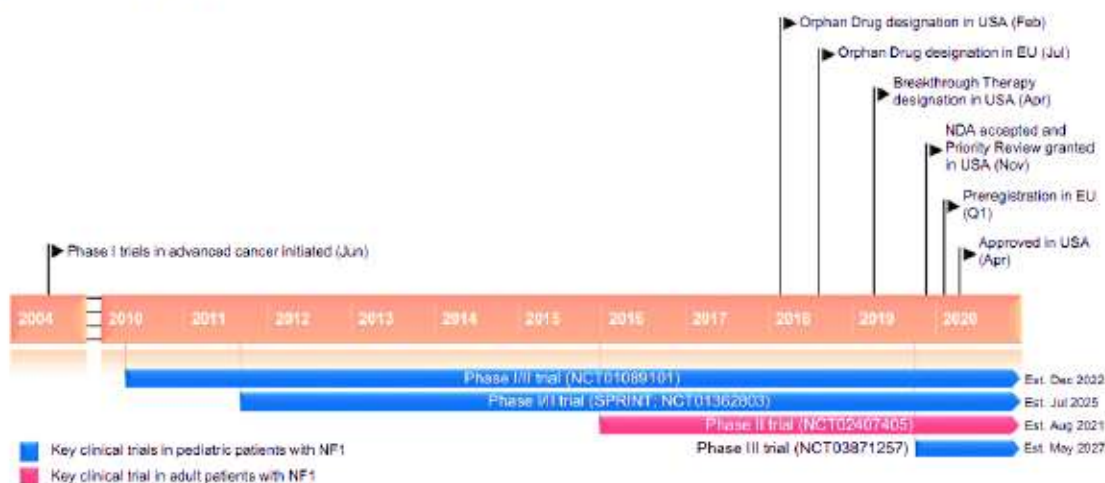 Orphan Drug designation in USA (Feb)
Orphan Drug designation in EU (Jul)
Breakthrough Therapy
designation in USA (Apr)
NDA accepted and
Priority Review granted
in USA (Nov)
Preregistration in EU
(Q1)
Phase I trials in advanced cancer initiated (Jun)
Approved in USA
(Apr)
2004 2010 2011 2012 2013 2014 2015 2016 2017 2018 2019 2020
Phase I/II trial (NCT01089101) Est. Dec 2022
Phase I/II trial (SPRINT; NCT01362803) Est. Jul 2025
Phase II trial (NCT02407405) Est. Aug 2021
Phase III trial (NCT03871257) Est. May 2027
Key clinical trials in pediatric patients with NF1
Key clinical trial in adult patients with NF1